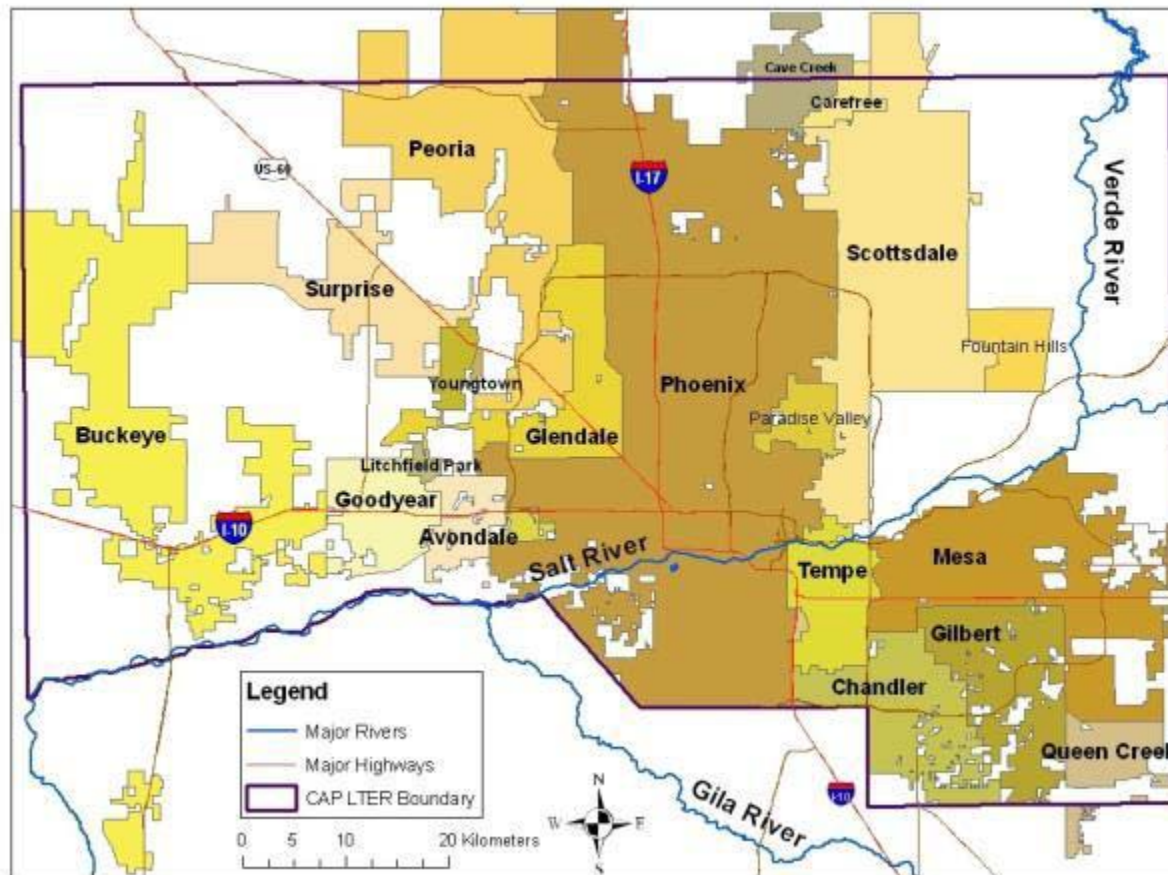 Cave Creek
Carefree
Peoria
US-60
I-17
Verde River
Scottsdale
Surprise
Fountain Hills
Youngtown
Phoenix
Paradise Valley
Buckeye
Glendale
Litchfield Park
Goodyear
I-10
Avondale
Salt River
Tempe
Mesa
Gilbert
Chandler
Queen Creek
Legend
Major Rivers
Major Highways
CAP LTER Boundary
0 5 10 20 Kilometers
N
W E
S
Gila River
I-10